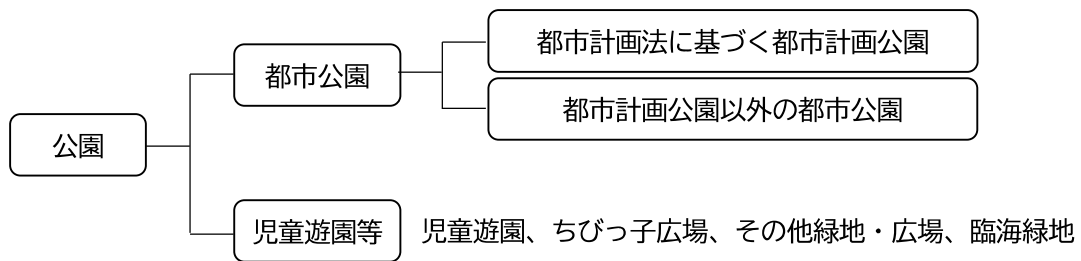 都市計画法に基づく都市計画公園
都市公園
都市計画公園以外の都市公園
公園
児童遊園等
児童遊園、ちびっ子広場、その他緑地・広場、臨海緑地